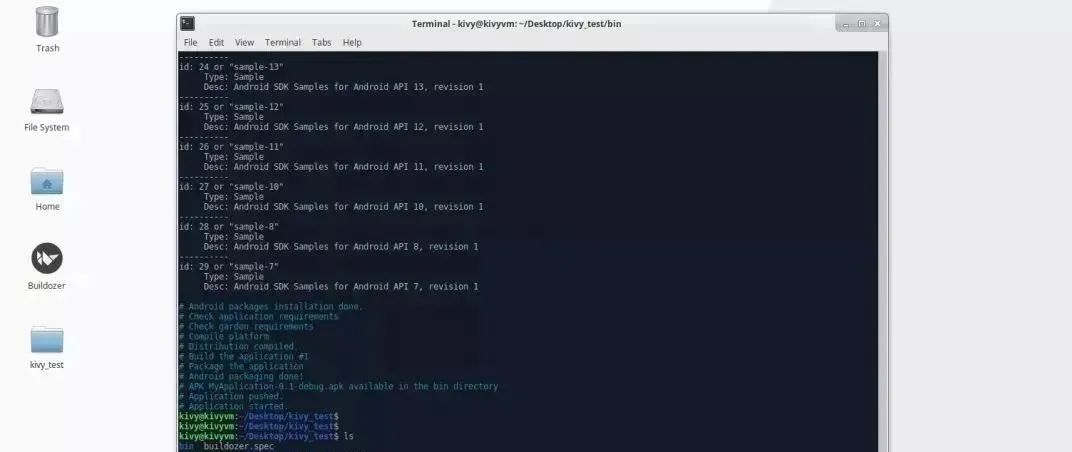 Trash
File System
Home
Buildozer
kivy_test
Terminal - kivy@kivyvm: ~/Desktop/kivy_test/bin
File Edit View Terminal Tabs Help
----------
id: 24 or "sample-13"
Type: Sample
Desc: Android SDK Samples for Android API 13, revision 1
----------
id: 25 or "sample-12"
Type: Sample
Desc: Android SDK Samples for Android API 12, revision 1
----------
id: 26 or "sample-11"
Type: Sample
Desc: Android SDK Samples for Android API 11, revision 1
----------
id: 27 or "sample-10"
Type: Sample
Desc: Android SDK Samples for Android API 10, revision 1
----------
id: 28 or "sample-8"
Type: Sample
Desc: Android SDK Samples for Android API 8, revision 1
----------
id: 29 or "sample-7"
Type: Sample
Desc: Android SDK Samples for Android API 7, revision 1
# Android packages installation done.
# Check application requirements
# Check garden requirements
# Compile platform
# Distribution compiled.
# Build the application #1
# Package the application
# Android packaging done!
# APK MyApplication-0.1-debug.apk available in the bin directory
# Application pushed.
# Application started.
kivy@kivyvm:~/Desktop/kivy_test$
kivy@kivyvm:~/Desktop/kivy_test$
kivy@kivyvm:~/Desktop/kivy_test$ ls
bin buildozer.spec